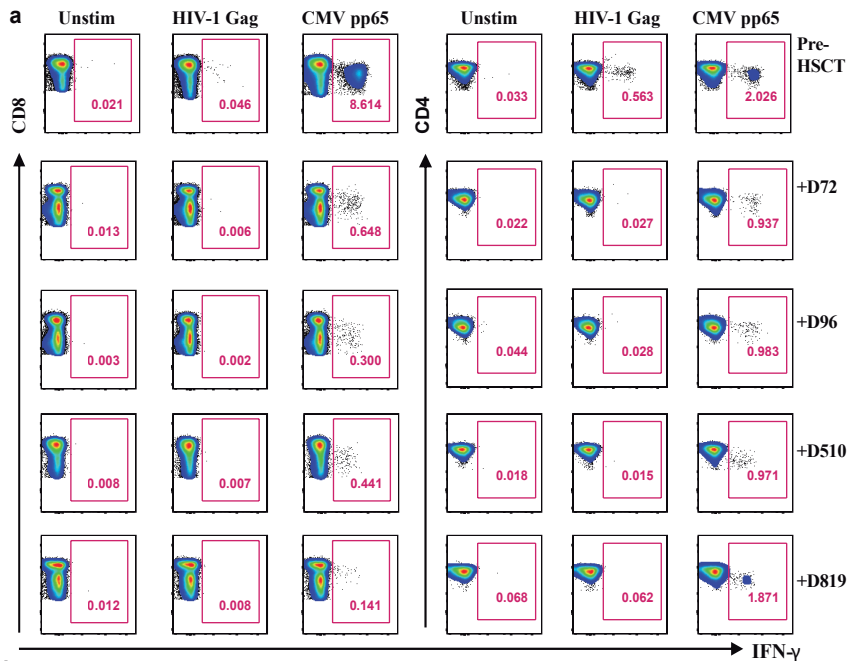 a
Unstim HIV-1 Gag CMV pp65 Unstim HIV-1 Gag CMV pp65
Pre-
HSCT
CD8
0.021 0.046 8.614
CD4
0.033 0.563 2.026
+D72
0.013 0.006 0.648 0.022 0.027 0.937
+D96
0.003 0.002 0.300 0.044 0.028 0.983
+D510
0.008 0.007 0.441 0.018 0.015 0.971
+D819
0.012 0.008 0.141 0.068 0.062 1.871
IFN-γ